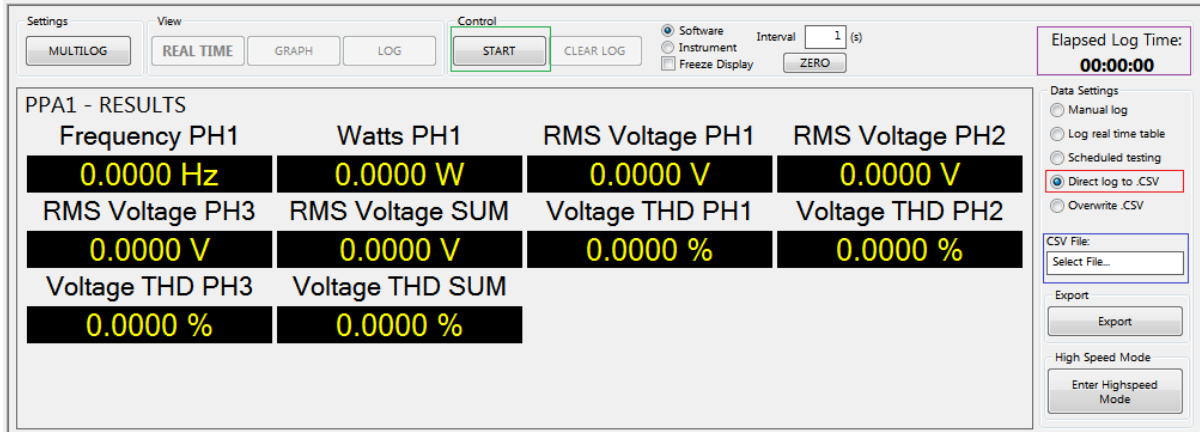 Settings
MULTILOG
View
REAL TIME
GRAPH
LOG
Control
START
CLEAR LOG
Software
Instrument
Freeze Display
Interval 1 (s)
ZERO
Elapsed Log Time:
00:00:00
PPA1 - RESULTS
Frequency PH1 Watts PH1 RMS Voltage PH1 RMS Voltage PH2
0.0000 Hz 0.0000 W 0.0000 V 0.0000 V
RMS Voltage PH3 RMS Voltage SUM Voltage THD PH1 Voltage THD PH2
0.0000 V 0.0000 V 0.0000 % 0.0000 %
Voltage THD PH3 Voltage THD SUM
0.0000 % 0.0000 %
Data Settings
Manual log
Log real time table
Scheduled testing
Direct log to .CSV
Overwrite .CSV
CSV File:
Select File...
Export
Export
High Speed Mode
Enter Highspeed
Mode